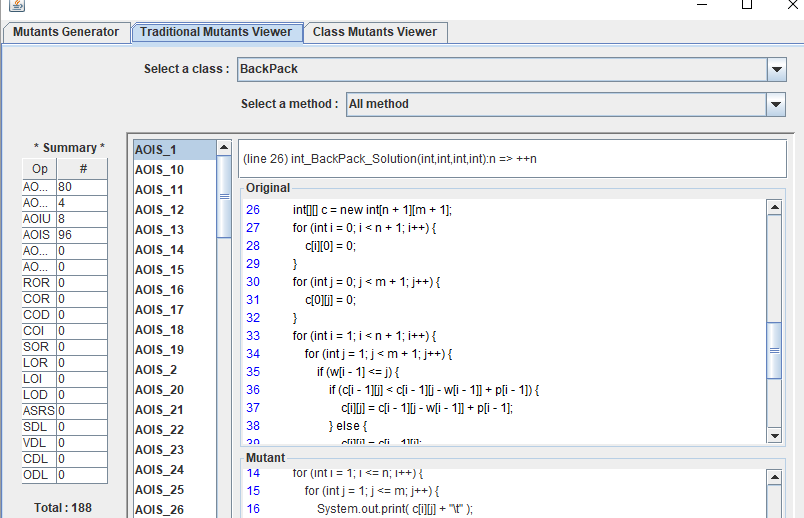 Mutants Generator Traditional Mutants Viewer Class Mutants Viewer
Select a class : BackPack
Select a method : All method
* Summary *
Op #
AO... 80
AO... 4
AOIU 8
AOIS 96
AO... 0
AO... 0
ROR 0
COR 0
COD 0
COI 0
SOR 0
LOR 0
LOI 0
LOD 0
ASRS 0
SDL 0
VDL 0
CDL 0
ODL 0
Total : 188
AOIS_1
AOIS_10
AOIS_11
AOIS_12
AOIS_13
AOIS_14
AOIS_15
AOIS_16
AOIS_17
AOIS_18
AOIS_19
AOIS_2
AOIS_20
AOIS_21
AOIS_22
AOIS_23
AOIS_24
AOIS_25
AOIS_26
(line 26) int_BackPack_Solution(int,int,int,int):n => ++n
Original
26 int[][] c = new int[n + 1][m + 1];
27 for (int i = 0; i < n + 1; i++) {
28 c[i][0] = 0;
29 }
30 for (int j = 0; j < m + 1; j++) {
31 c[0][j] = 0;
32 }
33 for (int i = 1; i < n + 1; i++) {
34 for (int j = 1; j < m + 1; j++) {
35 if (w[i - 1] <= j) {
36 if (c[i - 1][j] < c[i - 1][j - w[i - 1]] + p[i - 1]) {
37 c[i][j] = c[i - 1][j - w[i - 1]] + p[i - 1];
38 } else {
39 c[i][j] = c[i - 1][j];
Mutant
14 for (int i = 1; i <= n; i++) {
15 for (int j = 1; j <= m; j++) {
16 System.out.print( c[i][j] + "\t" );